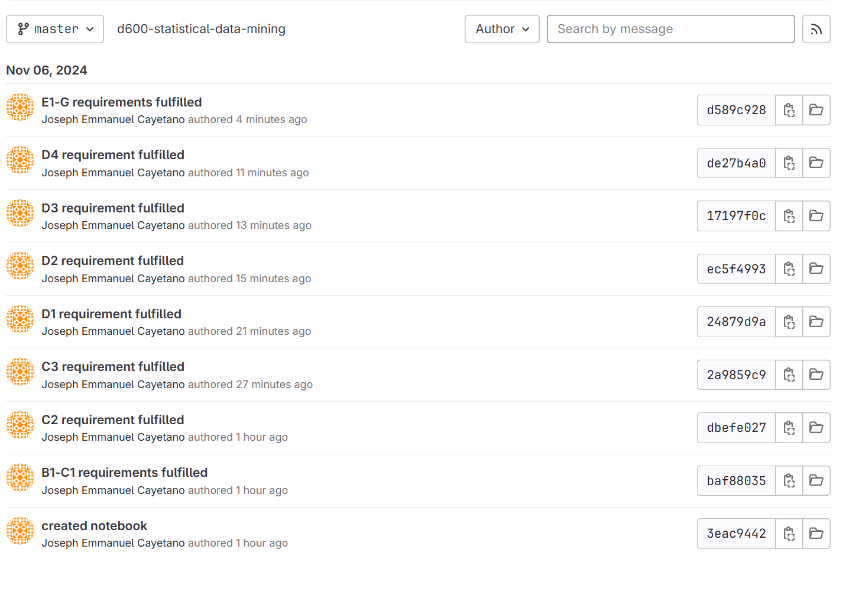 master d600-statistical-data-mining Author Search by message
Nov 06, 2024
E1-G requirements fulfilled
Joseph Emmanuel Cayetano authored 4 minutes ago
d589c928
D4 requirement fulfilled
Joseph Emmanuel Cayetano authored 11 minutes ago
de27b4a0
D3 requirement fulfilled
Joseph Emmanuel Cayetano authored 13 minutes ago
17197f0c
D2 requirement fulfilled
Joseph Emmanuel Cayetano authored 15 minutes ago
ec5f4993
D1 requirement fulfilled
Joseph Emmanuel Cayetano authored 21 minutes ago
24879d9a
C3 requirement fulfilled
Joseph Emmanuel Cayetano authored 27 minutes ago
2a9859c9
C2 requirement fulfilled
Joseph Emmanuel Cayetano authored 1 hour ago
dbefe027
B1-C1 requirements fulfilled
Joseph Emmanuel Cayetano authored 1 hour ago
baf88035
created notebook
Joseph Emmanuel Cayetano authored 1 hour ago
3eac9442